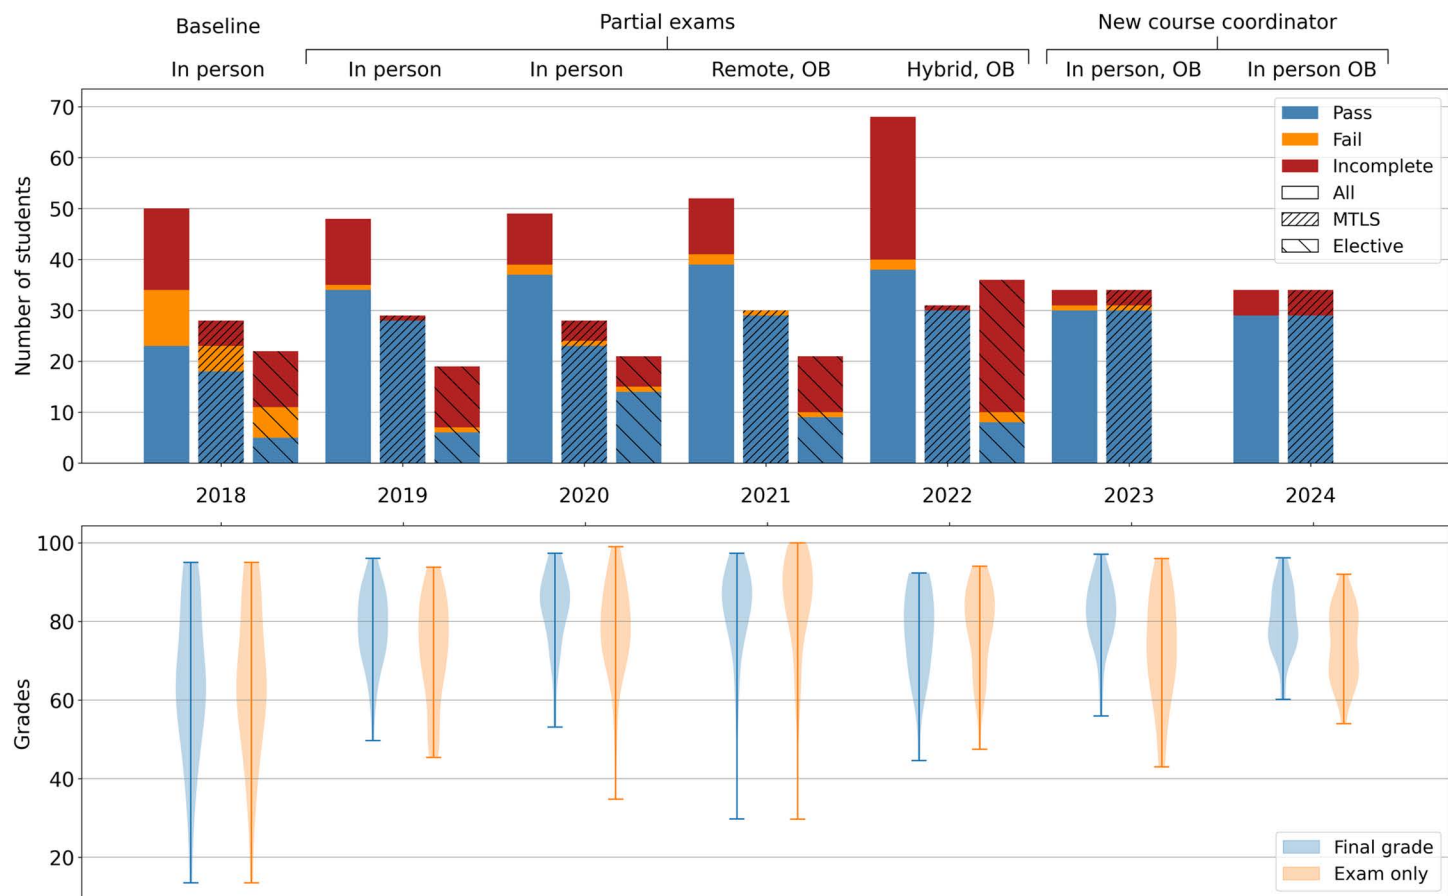 Baseline
Partial exams
New course coordinator
In person
In person
In person
Remote, OB
Hybrid, OB
In person, OB
In person OB
Number of students
70
60
50
40
30
20
10
0
Pass
Fail
Incomplete
All
MTLS
Elective
2018
2019
2020
2021
2022
2023
2024
Grades
100
80
60
40
20
Final grade
Exam only